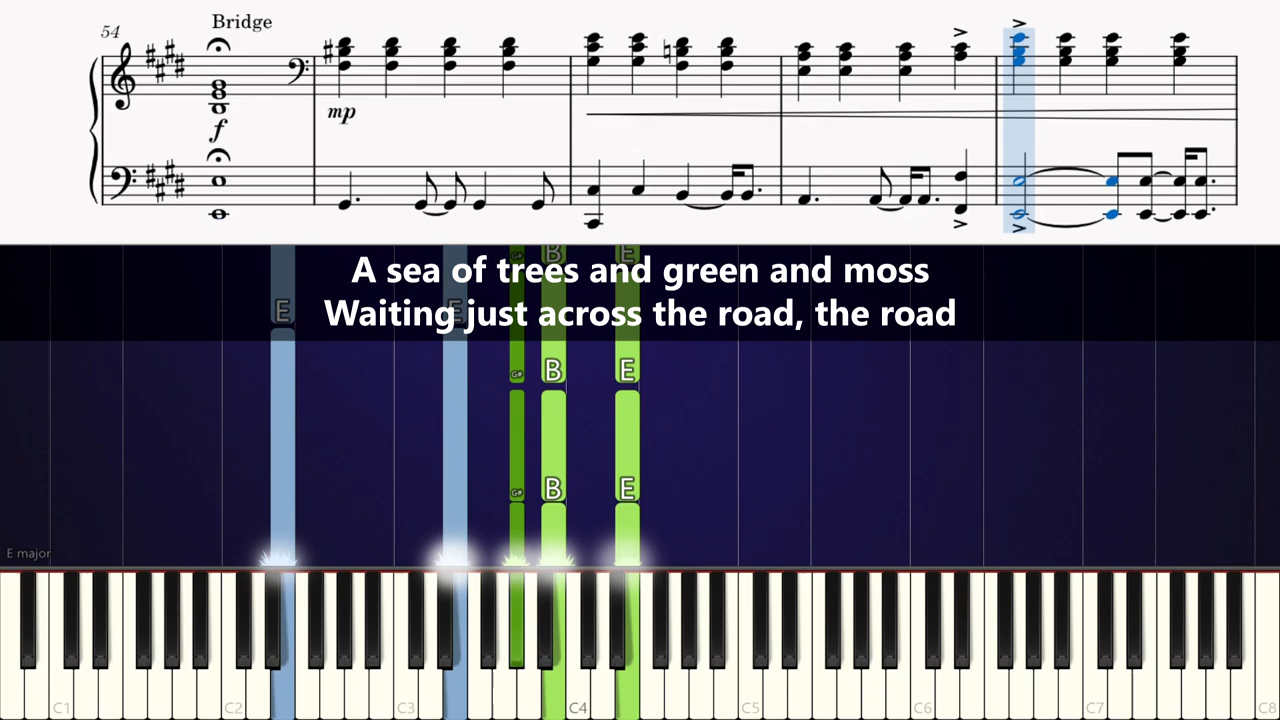 54
Bridge
f
mp
E E G# B E
A sea of trees and green and moss
Waiting just across the road, the road
G# B E
G# B E
E major
C1 C2 C3 C4 C5 C6 C7 C8